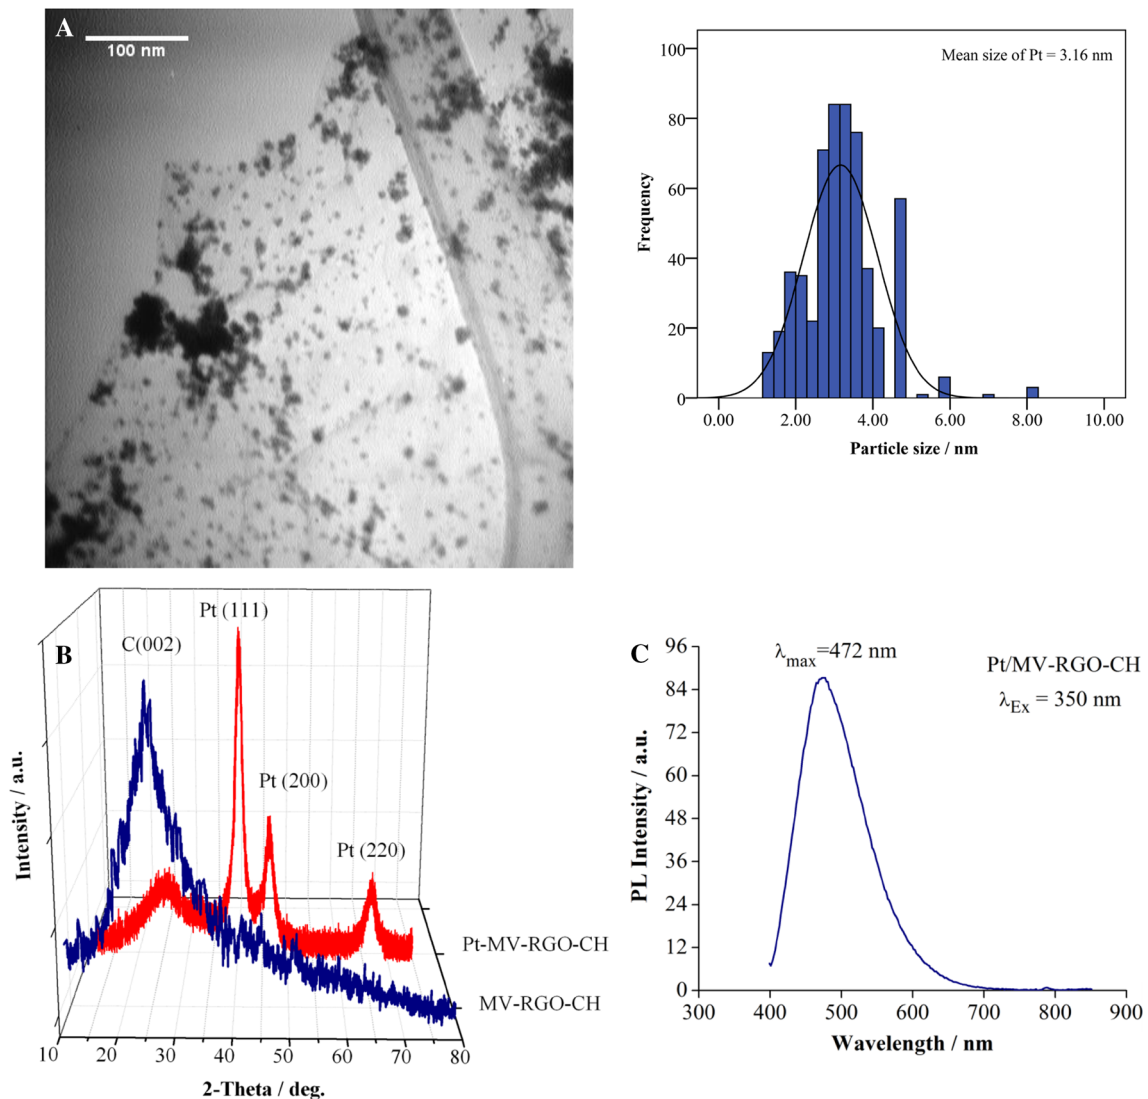 A
100 nm
Mean size of Pt = 3.16 nm
100
80
60
40
20
0
Frequency
0.00 2.00 4.00 6.00 8.00 10.00
Particle size / nm
B
Pt (111)
C(002)
Pt (200)
Pt (220)
Intensity / a.u.
Pt-MV-RGO-CH
MV-RGO-CH
10 20 30 40 50 60 70 80
2-Theta / deg.
C
λmax=472 nm
Pt/MV-RGO-CH
λEx = 350 nm
96
84
72
60
48
36
24
12
0
PL Intensity / a.u.
300 400 500 600 700 800 900
Wavelength / nm